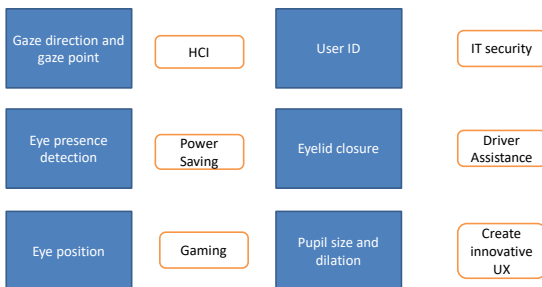 Gaze direction and
gaze point
HCI
User ID
IT security
Eye presence
detection
Power
Saving
Eyelid closure
Driver
Assistance
Eye position
Gaming
Pupil size and
dilation
Create
innovative
UX